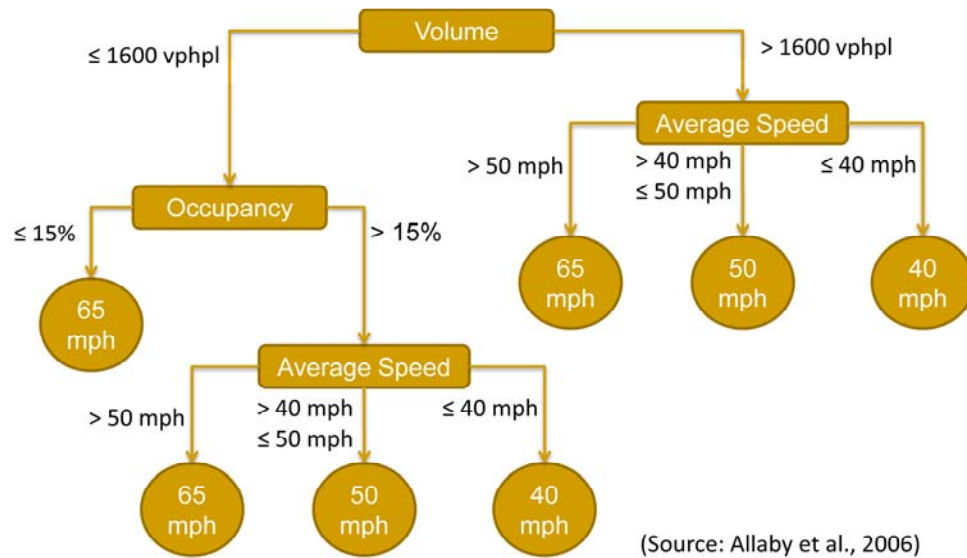 Volume
≤ 1600 vphpl
> 1600 vphpl
Average Speed
> 50 mph
> 40 mph
≤ 50 mph
≤ 40 mph
65
mph
50
mph
40
mph
Occupancy
≤ 15%
> 15%
65
mph
Average Speed
> 50 mph
> 40 mph
≤ 50 mph
≤ 40 mph
65
mph
50
mph
40
mph
(Source: Allaby et al., 2006)